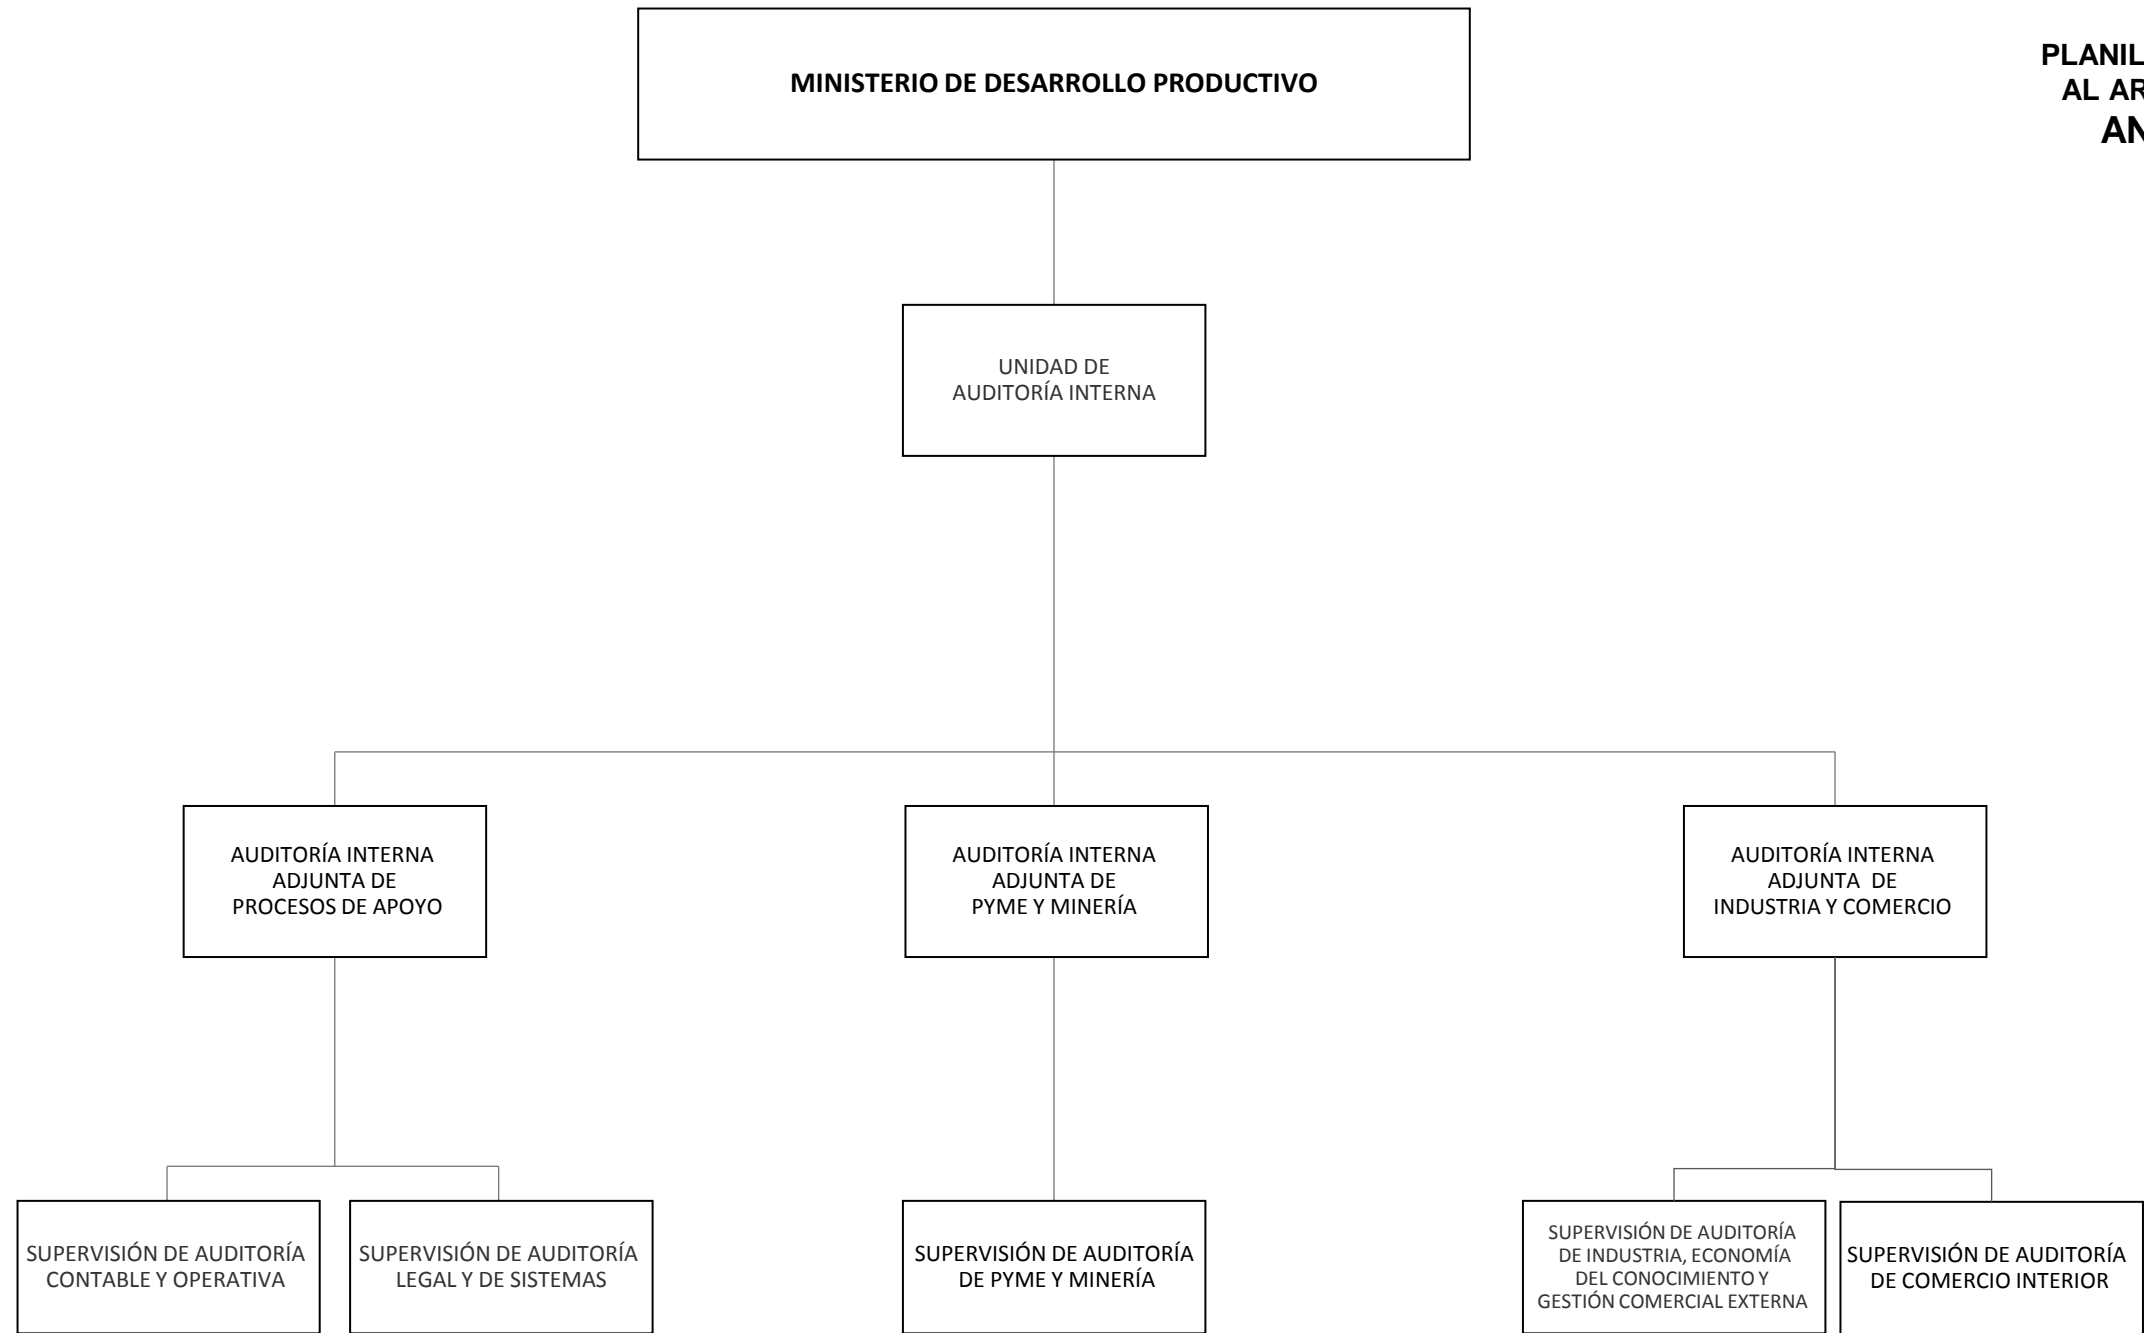 MINISTERIO DE DESARROLLO PRODUCTIVO
PLANIL
AL AR
AN
UNIDAD DE
AUDITORÍA INTERNA
AUDITORÍA INTERNA
ADJUNTA DE
PROCESOS DE APOYO
AUDITORÍA INTERNA
ADJUNTA DE
PYME Y MINERÍA
AUDITORÍA INTERNA
ADJUNTA DE
INDUSTRIA Y COMERCIO
SUPERVISIÓN DE AUDITORÍA
CONTABLE Y OPERATIVA
SUPERVISIÓN DE AUDITORÍA
LEGAL Y DE SISTEMAS
SUPERVISIÓN DE AUDITORÍA
DE PYME Y MINERÍA
SUPERVISIÓN DE AUDITORÍA
DE INDUSTRIA, ECONOMÍA
DEL CONOCIMIENTO Y
GESTIÓN COMERCIAL EXTERNA
SUPERVISIÓN DE AUDITORÍA
DE COMERCIO INTERIOR